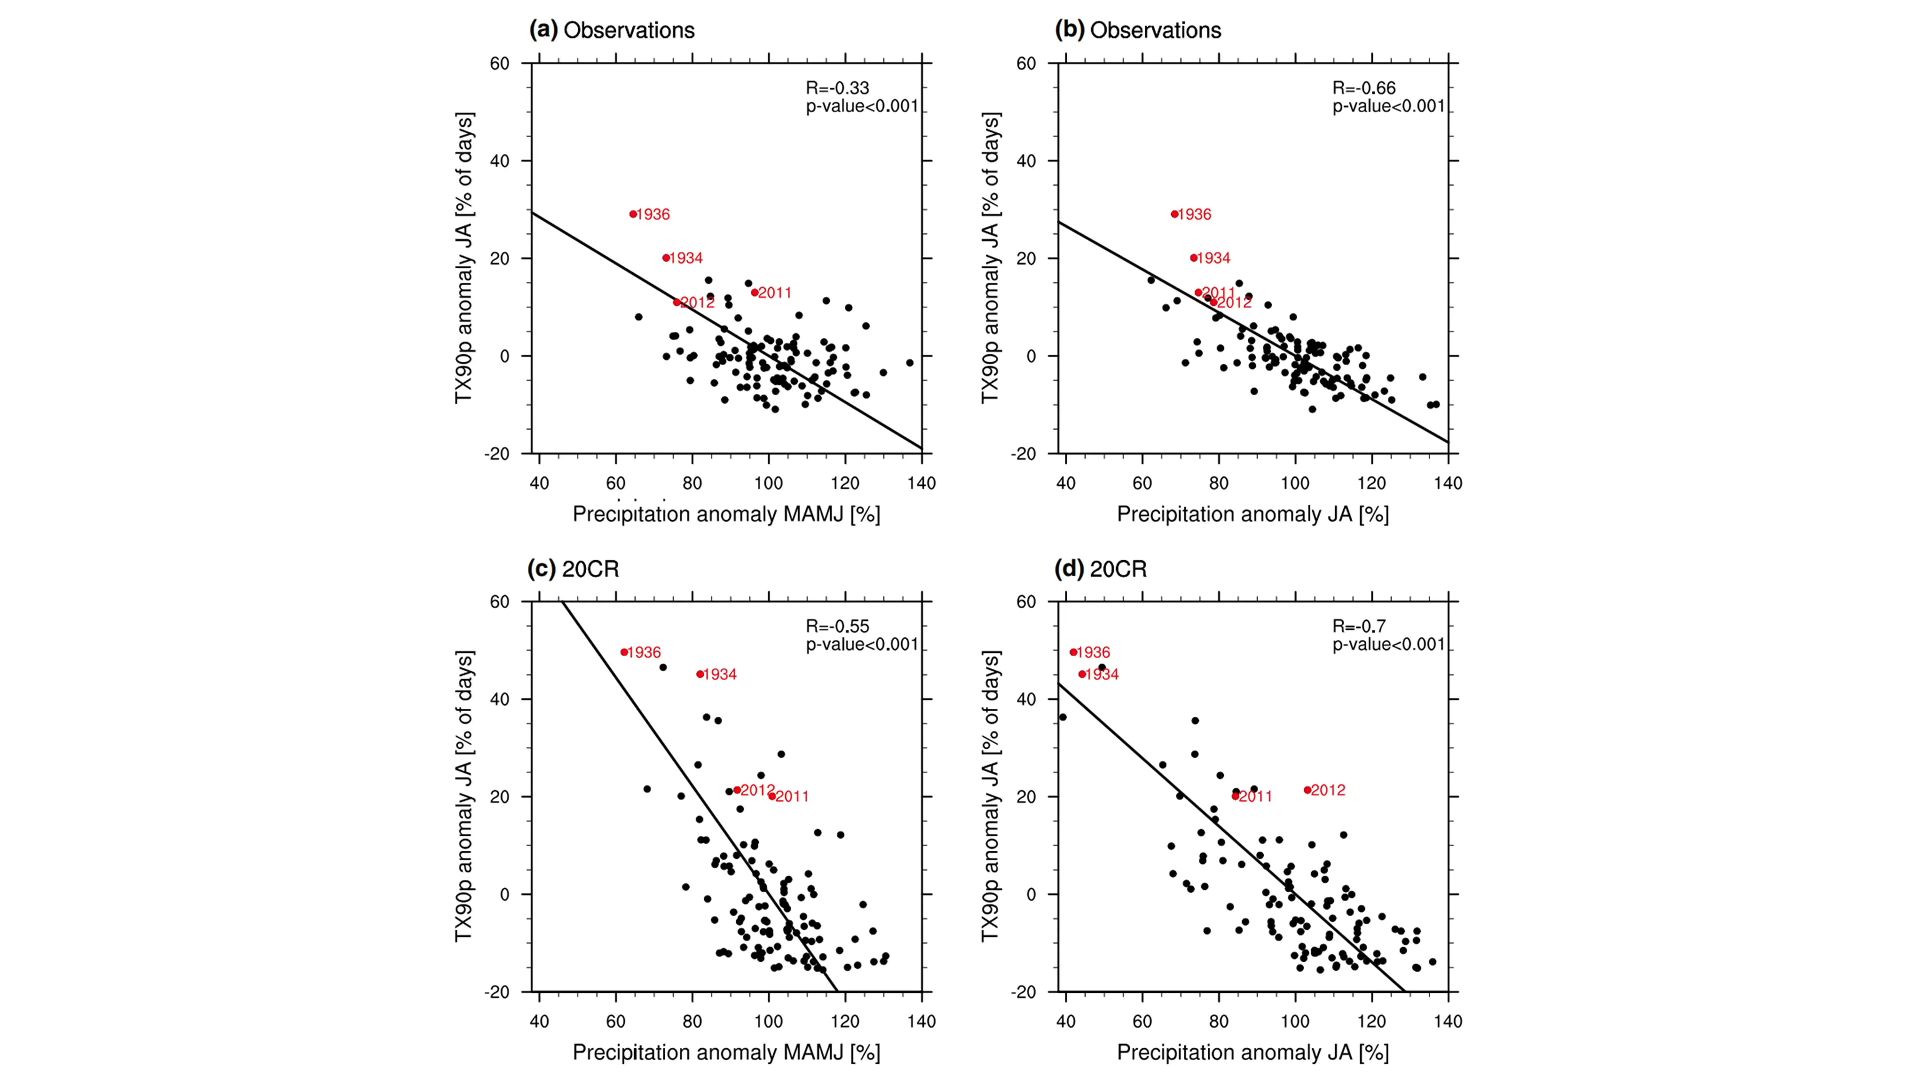 (a) Observations
60
40
20
0
-20
40 60 80 100 120 140
TX90p anomaly JA [% of days]
Precipitation anomaly MAMJ [%]
R=-0.33
p-value<0.001
1936
1934
2011
2012
(b) Observations
60
40
20
0
-20
40 60 80 100 120 140
TX90p anomaly JA [% of days]
Precipitation anomaly JA [%]
R=-0.66
p-value<0.001
1936
1934
2011
2012
(c) 20CR
60
40
20
0
-20
40 60 80 100 120 140
TX90p anomaly JA [% of days]
Precipitation anomaly MAMJ [%]
R=-0.55
p-value<0.001
1936
1934
2012
2011
(d) 20CR
60
40
20
0
-20
40 60 80 100 120 140
TX90p anomaly JA [% of days]
Precipitation anomaly JA [%]
R=-0.7
p-value<0.001
1936
1934
2012
2011